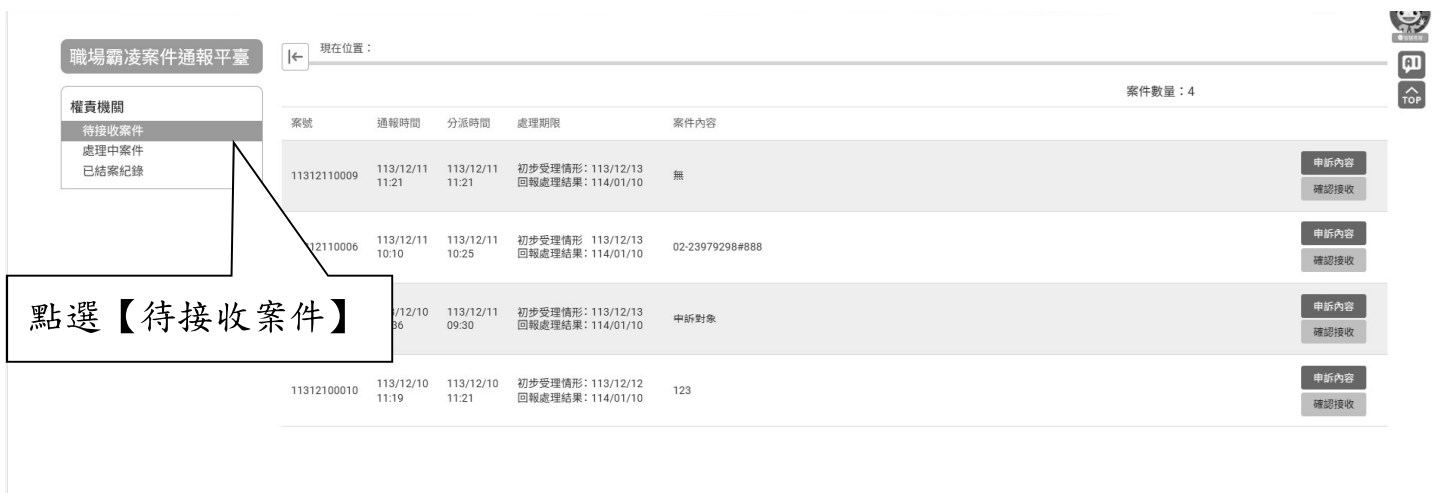 職場霸凌案件通報平臺
現在位置：
AI
TOP
案件數量：4
權責機關
待接收案件
處理中案件
已結案紀錄
案號 通報時間 分派時間 處理期限 案件內容
11312110009 113/12/11 11:21 113/12/11 11:21 初步受理情形：113/12/13 無 申訴內容
回報處理結果：114/01/10 確認接收
12110006 113/12/11 10:10 113/12/11 10:25 初步受理情形 113/12/13 02-23979298#888 申訴內容
回報處理結果：114/01/10 確認接收
點選【待接收案件】
/12/10 36 113/12/11 09:30 初步受理情形：113/12/13 申訴對象 申訴內容
回報處理結果：114/01/10 確認接收
11312100010 113/12/10 11:19 113/12/10 11:21 初步受理情形：113/12/12 123 申訴內容
回報處理結果：114/01/10 確認接收